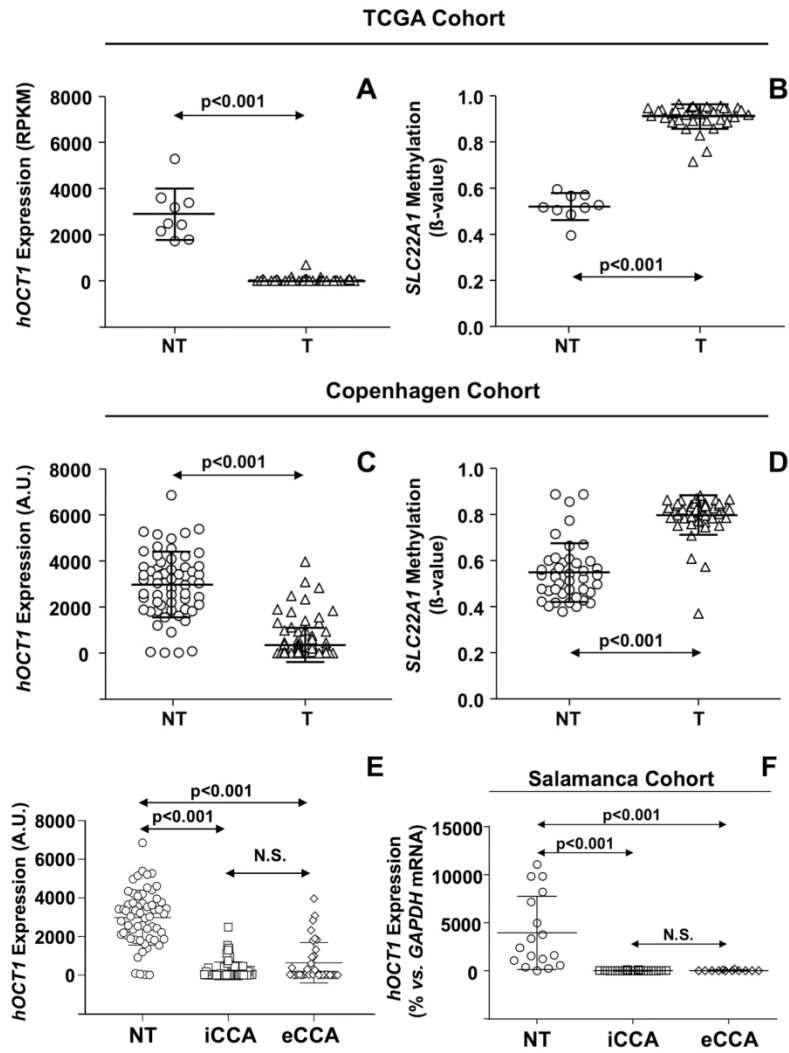 TCGA Cohort
A
hOCT1 Expression (RPKM)
8000
6000
4000
2000
0
p<0.001
NT
T
B
SLC22A1 Methylation
(ß-value)
1.0
0.8
0.6
0.4
0.2
0.0
p<0.001
NT
T
Copenhagen Cohort
C
hOCT1 Expression (A.U.)
8000
6000
4000
2000
0
p<0.001
NT
T
D
SLC22A1 Methylation
(ß-value)
1.0
0.8
0.6
0.4
0.2
0.0
p<0.001
NT
T
E
hOCT1 Expression (A.U.)
8000
6000
4000
2000
0
p<0.001
p<0.001
N.S.
NT
iCCA
eCCA
F
Salamanca Cohort
hOCT1 Expression
(% vs. GAPDH mRNA)
15000
10000
5000
0
p<0.001
p<0.001
N.S.
NT
iCCA
eCCA